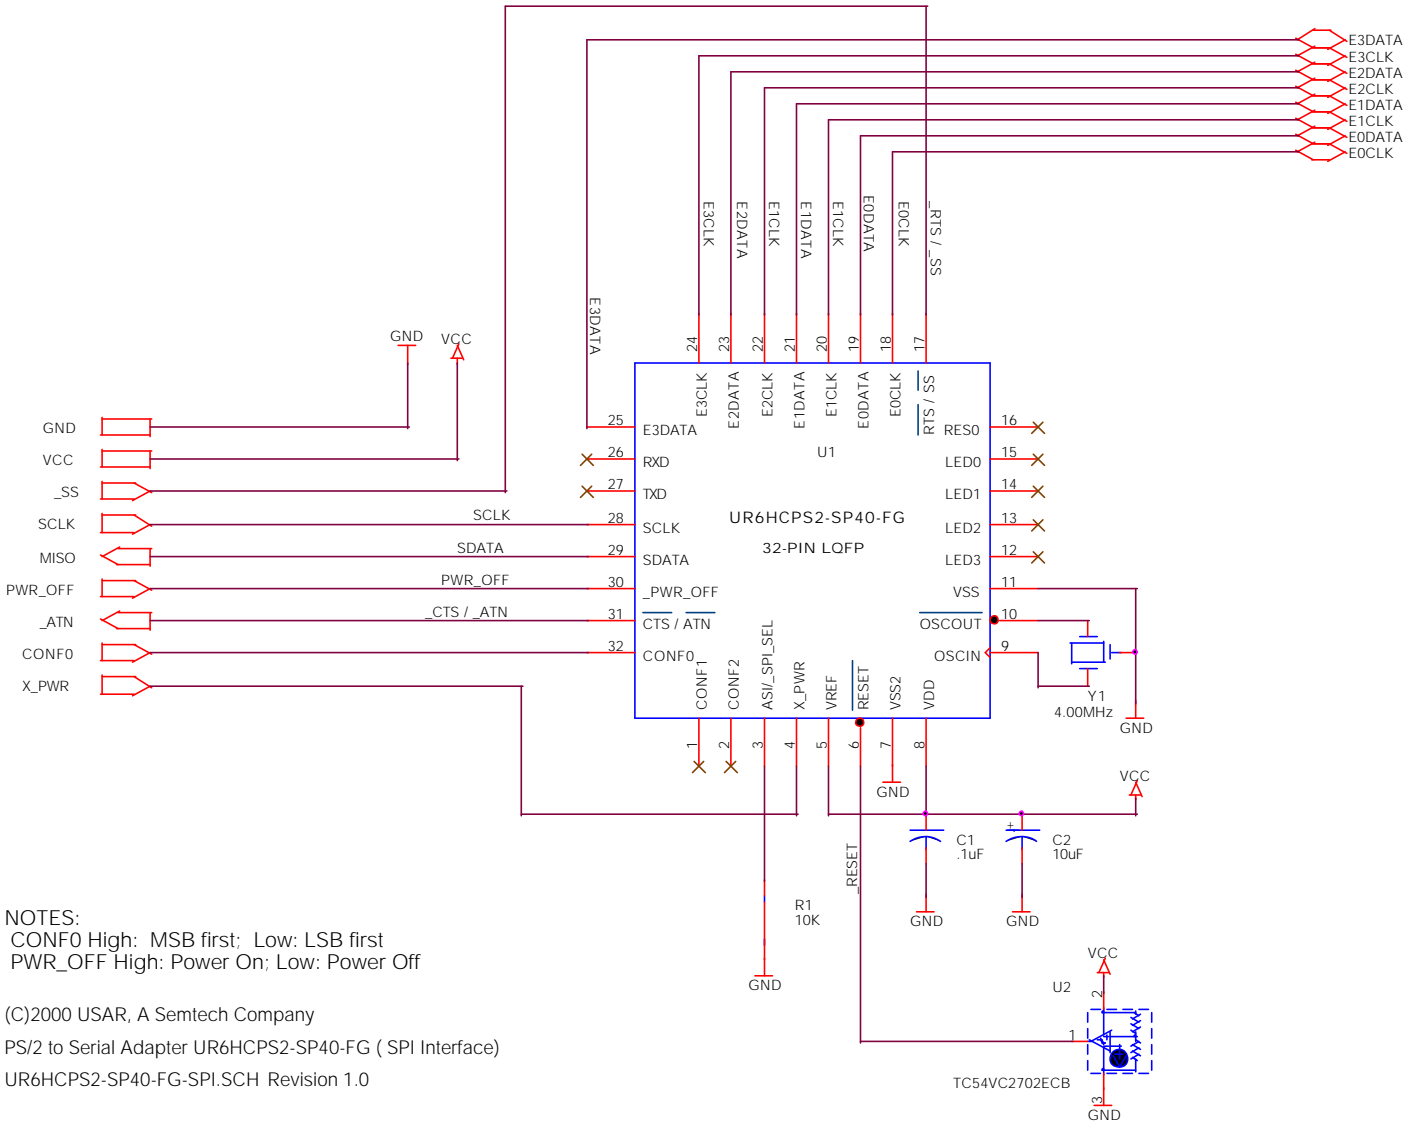 E3DATA
E3CLK
E2DATA
E2CLK
E1DATA
E1CLK
E0DATA
E0CLK
E3CLK
E2DATA
E1CLK
E1DATA
E1CLK
E0DATA
E0CLK
_RTS / _SS
E3DATA
GND
VCC
24
23
22
21
20
19
18
17
E3CLK
E2DATA
E2CLK
E1DATA
E1CLK
E0DATA
E0CLK
RTS / SS
GND
VCC
_SS
SCLK
MISO
PWR_OFF
_ATN
CONF0
X_PWR
SCLK
SDATA
PWR_OFF
_CTS / _ATN
25
26
27
28
29
30
31
32
E3DATA
RXD
TXD
SCLK
SDATA
_PWR_OFF
CTS / ATN
CONF0
U1
UR6HCPS2-SP40-FG
32-PIN LQFP
RES0
LED0
LED1
LED2
LED3
VSS
OSCOUT
OSCIN
16
15
14
13
12
11
10
9
Y1
4.00MHz
GND
CONF1
CONF2
ASI/_SPI_SEL
X_PWR
VREF
RESET
VSS2
VDD
1
2
3
4
5
6
7
8
GND
VCC
+
C1
.1uF
C2
10uF
GND
GND
_RESET
R1
10K
GND
VCC
U2
2
1
3
TC54VC2702ECB
GND
NOTES:
CONF0 High: MSB first; Low: LSB first
PWR_OFF High: Power On; Low: Power Off
(C)2000 USAR, A Semtech Company
PS/2 to Serial Adapter UR6HCPS2-SP40-FG ( SPI Interface)
UR6HCPS2-SP40-FG-SPI.SCH Revision 1.0